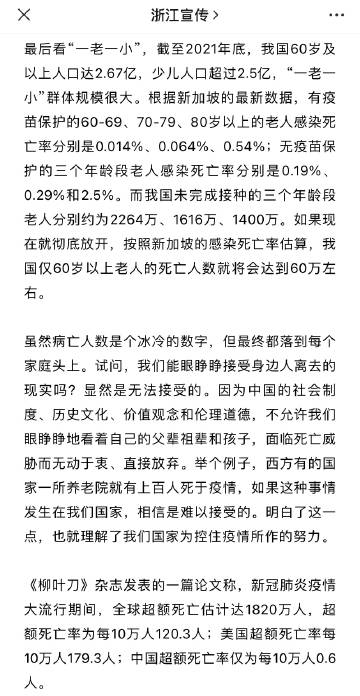 浙江宣传
最后看“一老一小”，截至2021年底，我国60岁及
以上人口达2.67亿，少儿人口超过2.5亿，“一老一
小”群体规模很大。根据新加坡的最新数据，有疫
苗保护的60-69、70-79、80岁以上的老人感染死
亡率分别是0.014%、0.064%、0.54%；无疫苗保
护的三个年龄段老人感染死亡率分别是0.19%、
0.29%和2.5%。而我国未完成接种的三个年龄段
老人分别约为2264万、1616万、1400万。如果现
在就彻底放开，按照新加坡的感染死亡率估算，我
国仅60岁以上老人的死亡人数就将会达到60万左
右。
虽然病亡人数是个冰冷的数字，但最终都落到每个
家庭头上。试问，我们能眼睁睁接受身边人离去的
现实吗？显然是无法接受的。因为中国的社会制
度、历史文化、价值观念和伦理道德，不允许我们
眼睁睁地看着自己的父辈祖辈和孩子，面临死亡威
胁而无动于衷、直接放弃。举个例子，西方有的国
家一所养老院就有上百人死于疫情，如果这种事情
发生在我们国家，相信是难以接受的。明白了这一
点，也就理解了我们国家为控住疫情所作的努力。
《柳叶刀》杂志发表的一篇论文称，新冠肺炎疫情
大流行期间，全球超额死亡估计达1820万人，超
额死亡率为每10万人120.3人；美国超额死亡率每
10万人179.3人；中国超额死亡率仅为每10万人0.6
人。